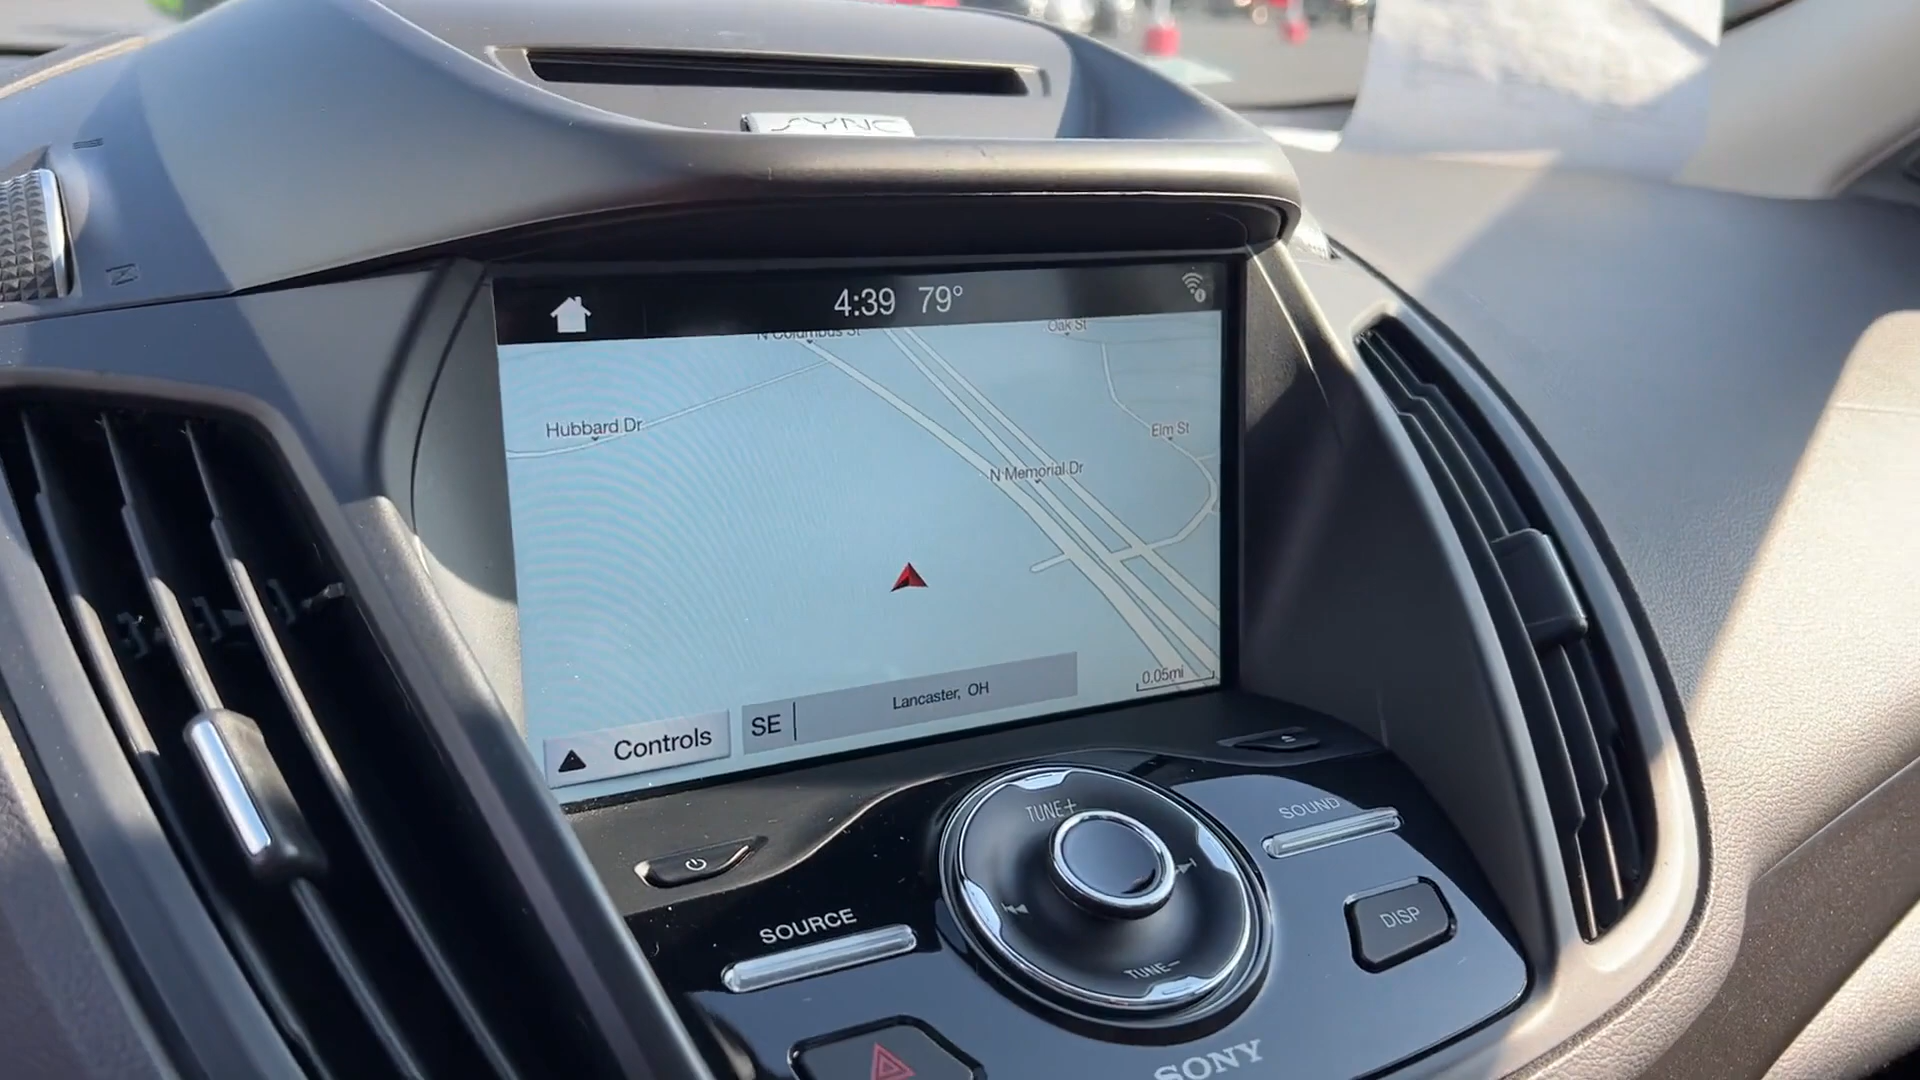 SYNC
4:39 79°
N Columbus St
Oak St
Hubbard Dr
Elm St
N Memorial Dr
0.05mi
Lancaster, OH
SE
Controls
TUNE+
SOUND
SOURCE
DISP
TUNE-
SONY